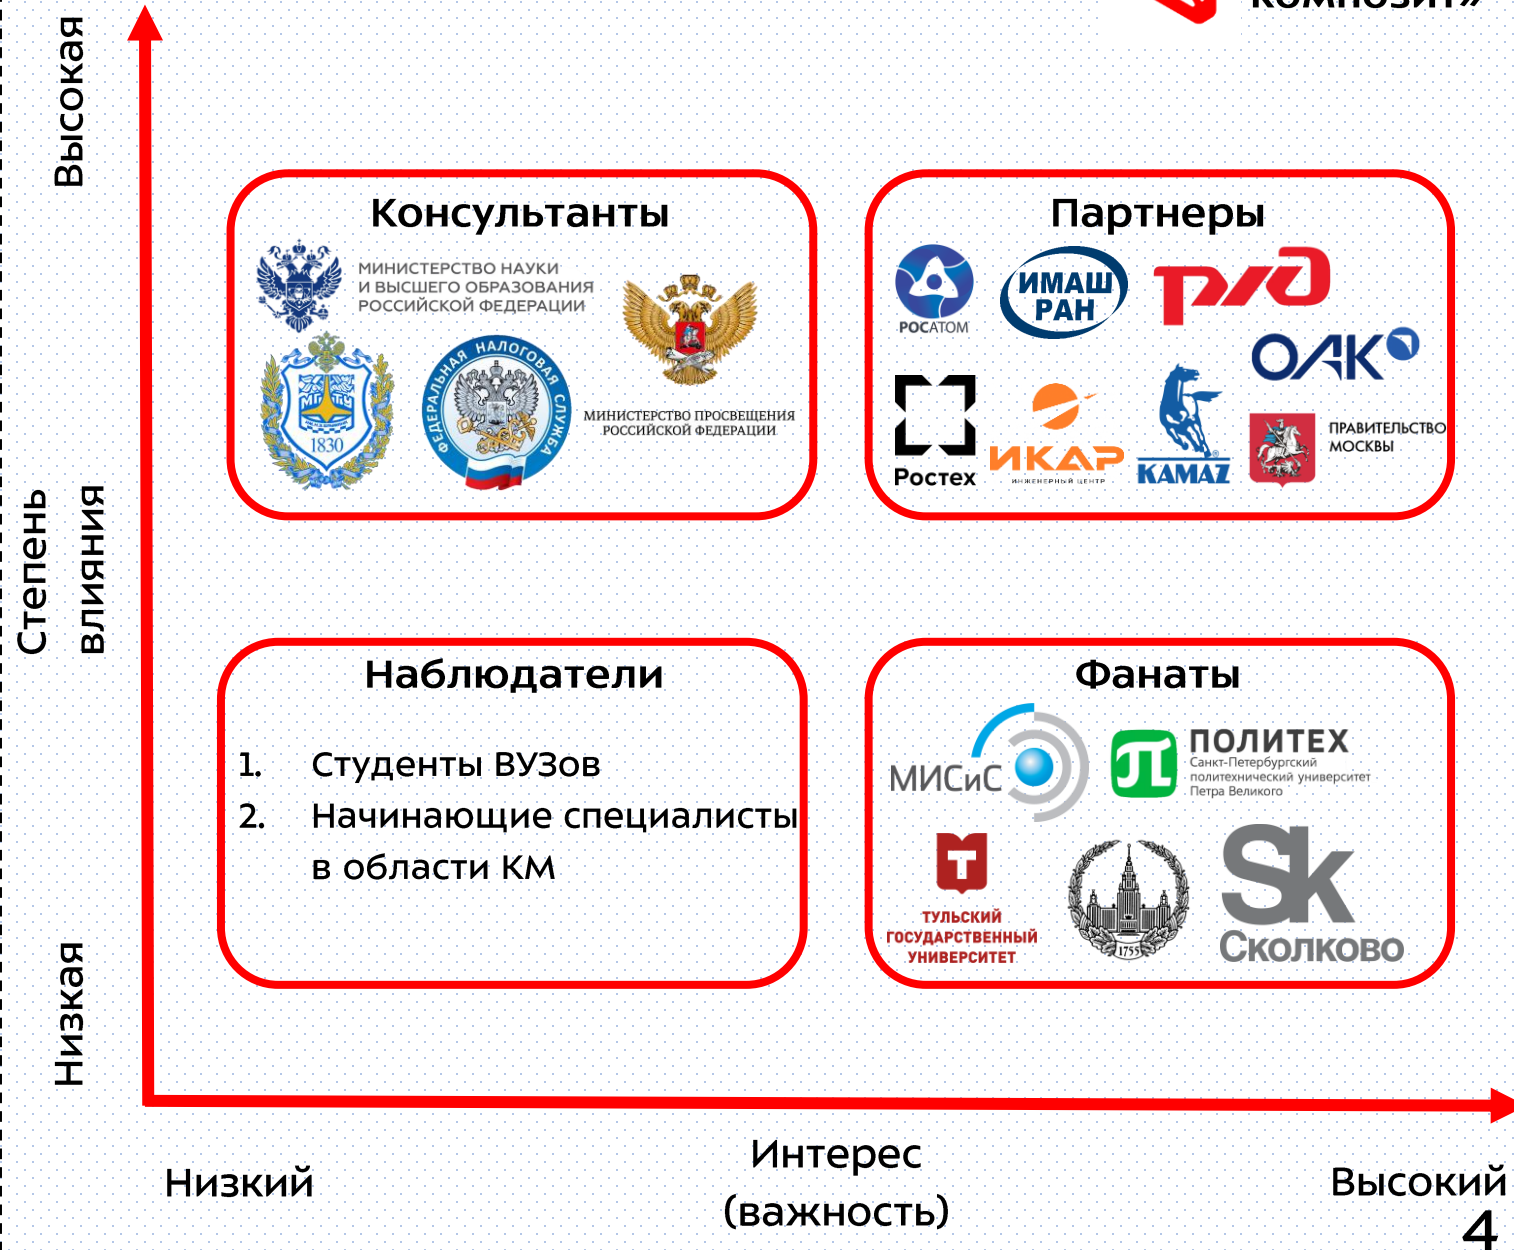 композит»
Высокая
Степень
влияния
Низкая
Консультанты
МИНИСТЕРСТВО НАУКИ
И ВЫСШЕГО ОБРАЗОВАНИЯ
РОССИЙСКОЙ ФЕДЕРАЦИИ
МГТУ
1830
ФЕДЕРАЛЬНАЯ НАЛОГОВАЯ СЛУЖБА
МИНИСТЕРСТВО ПРОСВЕЩЕНИЯ
РОССИЙСКОЙ ФЕДЕРАЦИИ
Партнеры
РОСАТОМ
ИМАШ
РАН
РЖД
ОАК
Ростех
ИКАР
ИНЖЕНЕРНЫЙ ЦЕНТР
KAMAZ
ПРАВИТЕЛЬСТВО
МОСКВЫ
Наблюдатели
1. Студенты ВУЗов
2. Начинающие специалисты
в области КМ
Фанаты
МИСиС
ПОЛИТЕХ
Санкт-Петербургский
политехнический университет
Петра Великого
Т
ТУЛЬСКИЙ
ГОСУДАРСТВЕННЫЙ
УНИВЕРСИТЕТ
1755
Sk
Сколково
Низкий
Интерес
(важность)
Высокий
4